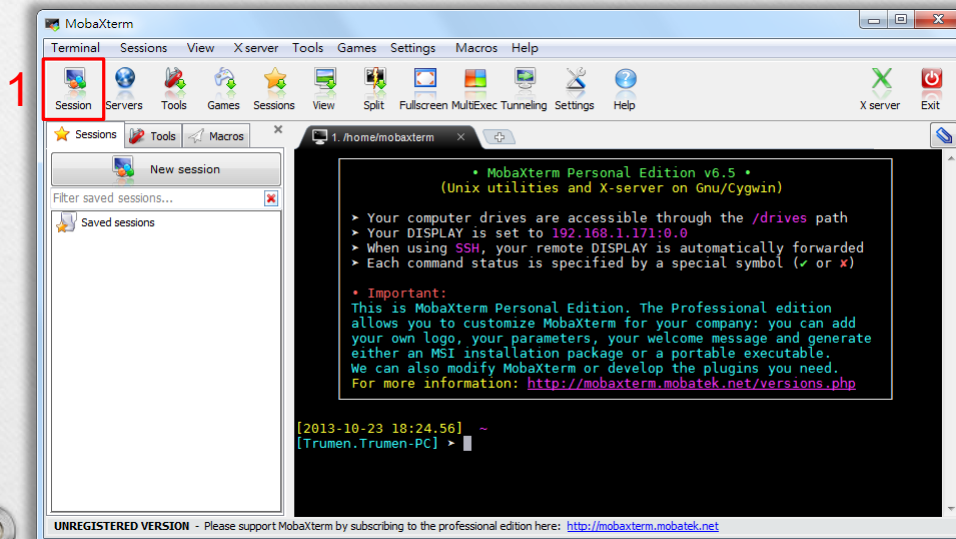 MobaXterm
Terminal Sessions View X server Tools Games Settings Macros Help
1
Session Servers Tools Games Sessions View Split Fullscreen MultiExec Tunneling Settings Help X server Exit
Sessions Tools Macros
1. /home/mobaxterm
New session
Filter saved sessions...
Saved sessions
• MobaXterm Personal Edition v6.5 •
(Unix utilities and X-server on Gnu/Cygwin)
➤ Your computer drives are accessible through the /drives path
➤ Your DISPLAY is set to 192.168.1.171:0.0
➤ When using SSH, your remote DISPLAY is automatically forwarded
➤ Each command status is specified by a special symbol (✔ or ✘)
• Important:
This is MobaXterm Personal Edition. The Professional edition
allows you to customize MobaXterm for your company: you can add
your own logo, your parameters, your welcome message and generate
either an MSI installation package or a portable executable.
We can also modify MobaXterm or develop the plugins you need.
For more information: http://mobaxterm.mobatek.net/versions.php
[2013-10-23 18:24.56] ~
[Trumen.Trumen-PC] ➤
UNREGISTERED VERSION - Please support MobaXterm by subscribing to the professional edition here: http://mobaxterm.mobatek.net